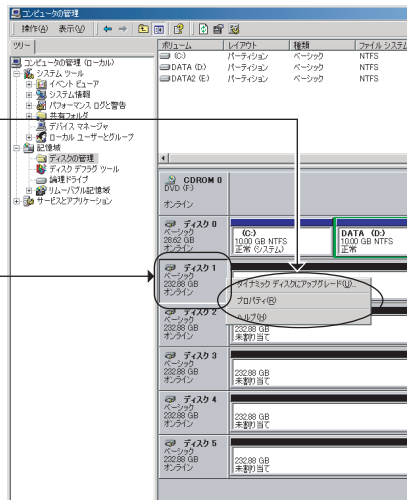 コンピュータの管理
操作(A) 表示(V)
ツリー
コンピュータの管理 (ローカル)
システム ツール
イベント ビューア
システム情報
パフォーマンス ログと警告
共有フォルダ
デバイス マネージャ
ローカル ユーザーとグループ
記憶域
ディスクの管理
ディスク デフラグ ツール
論理ドライブ
リムーバブル記憶域
サービスとアプリケーション
ボリューム レイアウト 種類 ファイル システム
(C:) パーティション ベーシック NTFS
DATA (D:) パーティション ベーシック NTFS
DATA2 (E:) パーティション ベーシック NTFS
CDROM 0
DVD (F:)
オンライン
ディスク 0
ベーシック
28.62 GB
オンライン
(C:)
10.00 GB NTFS
正常 (システム)
DATA (D:)
10.00 GB NTFS
正常
ディスク 1
ベーシック
232.88 GB
オンライン
ダイナミック ディスクにアップグレード(U)...
プロパティ(R)
ヘルプ(H)
ディスク 2
ベーシック
232.88 GB
オンライン
232.88 GB
未割り当て
ディスク 3
ベーシック
232.88 GB
オンライン
232.88 GB
未割り当て
ディスク 4
ベーシック
232.88 GB
オンライン
232.88 GB
未割り当て
ディスク 5
ベーシック
232.88 GB
オンライン
232.88 GB
未割り当て